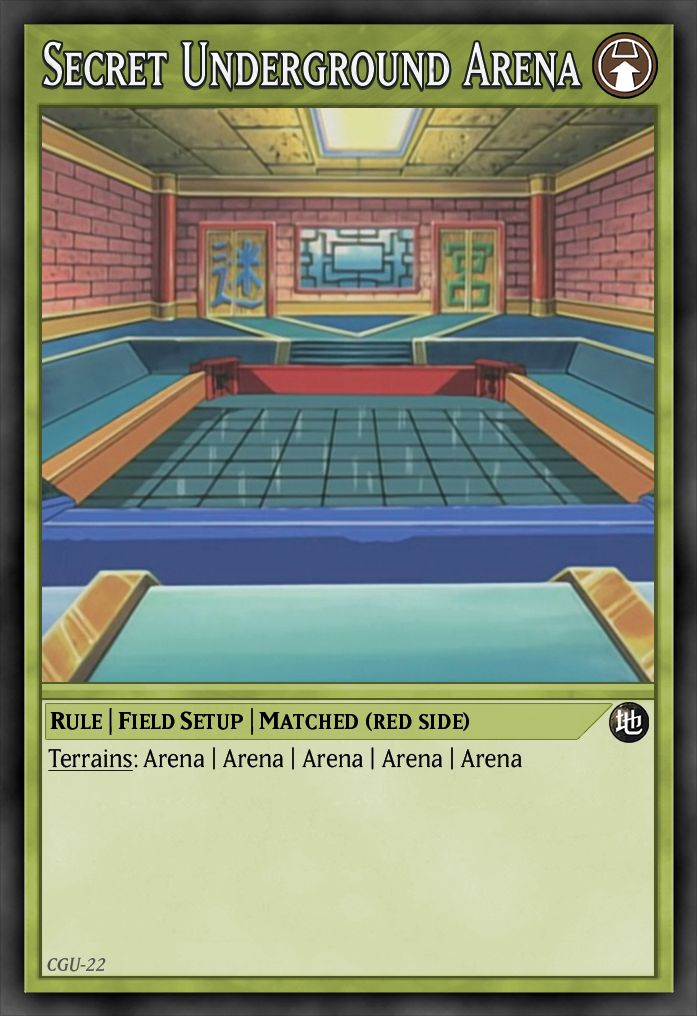 Secret Underground Arena
迷
宮
Rule | Field Setup | Matched (red side)
地
Terrains: Arena | Arena | Arena | Arena | Arena
CGU-22